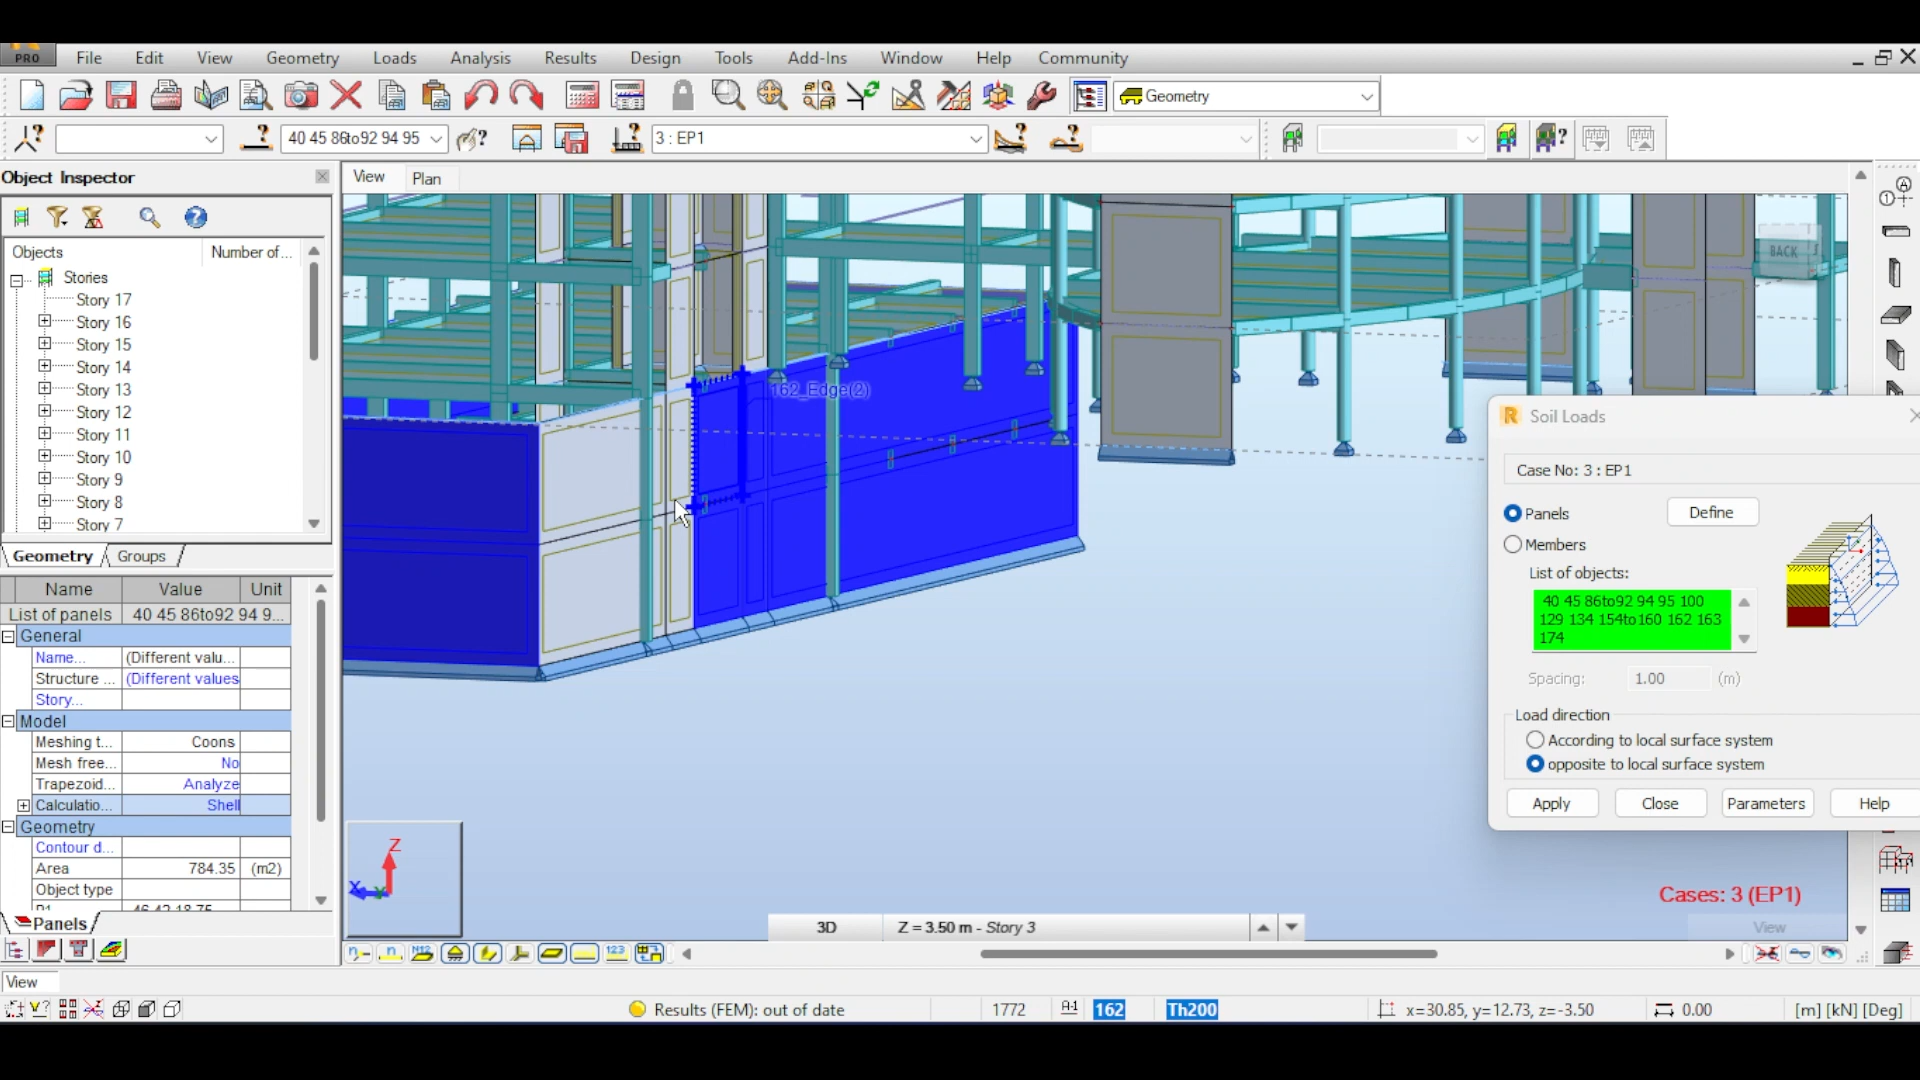 PRO File Edit View Geometry Loads Analysis Results Design Tools Add-Ins Window Help Community
Geometry
40 45 86to92 94 95 3 : EP1
Object Inspector
View Plan
Objects Number of...
Stories
Story 17
Story 16
Story 15
Story 14
Story 13
Story 12
Story 11
Story 10
Story 9
Story 8
Story 7
Geometry Groups
Name Value Unit
List of panels 40 45 86to92 94 9...
General
Name... (Different valu...
Structure ... (Different values
Story...
Model
Meshing t... Coons
Mesh free... No
Trapezoid... Analyze
Calculatio... Shell
Geometry
Contour d...
Area 784.35 (m2)
Object type
Panels
View
162_Edge(2)
BACK
Soil Loads
Case No: 3 : EP1
Panels Define
Members
List of objects:
40 45 86to92 94 95 100
129 134 154to160 162 163
174
Spacing: 1.00 (m)
Load direction
According to local surface system
opposite to local surface system
Apply Close Parameters Help
Z
X
Y
Cases: 3 (EP1)
3D Z = 3.50 m - Story 3
View
Results (FEM): out of date 1772 162 Th200 x=30.85, y=12.73, z=-3.50 0.00 [m] [kN] [Deg]